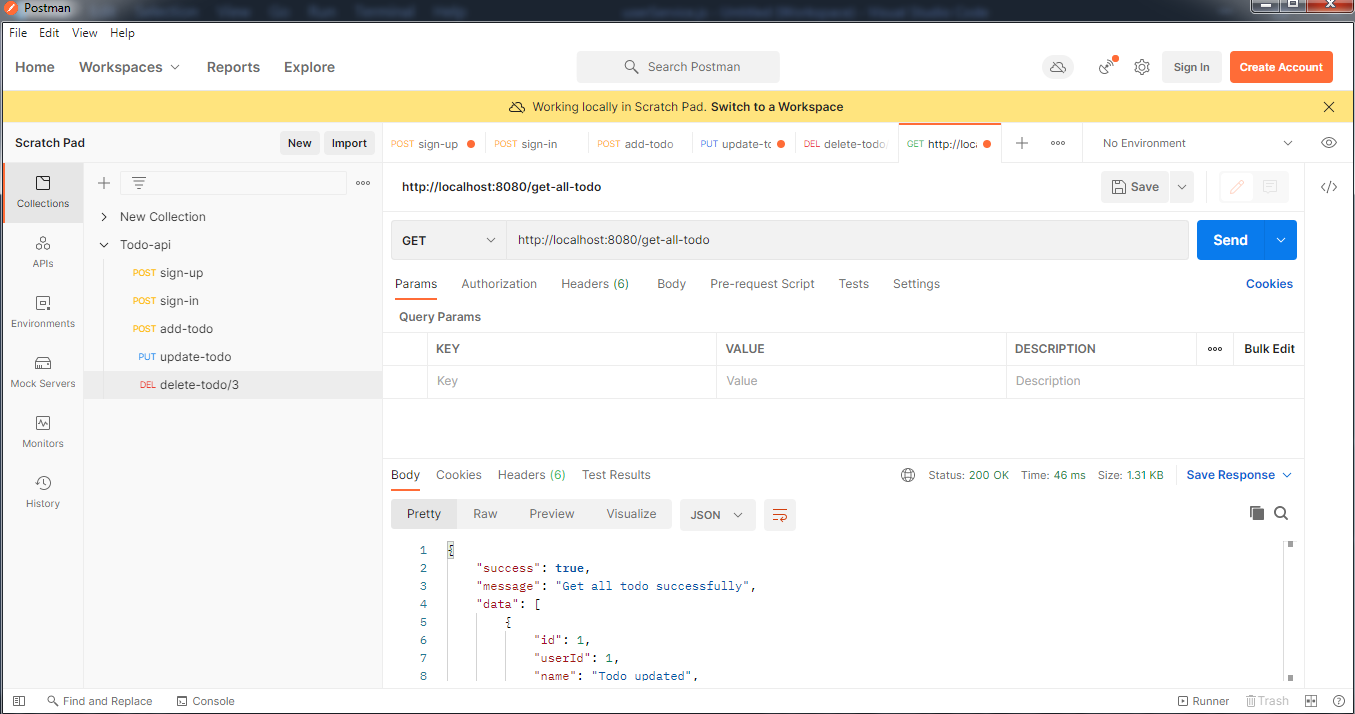 Postman
File Edit View Help
Home Workspaces Reports Explore Search Postman Sign In Create Account
Working locally in Scratch Pad. Switch to a Workspace
Scratch Pad New Import POST sign-up POST sign-in POST add-todo PUT update-to DEL delete-todo GET http://loca No Environment
http://localhost:8080/get-all-todo Save
Collections
New Collection
Todo-api
POST sign-up
POST sign-in
POST add-todo
PUT update-todo
DEL delete-todo/3
APIs
Environments
Mock Servers
Monitors
History
GET http://localhost:8080/get-all-todo Send
Params Authorization Headers (6) Body Pre-request Script Tests Settings Cookies
Query Params
KEY VALUE DESCRIPTION Bulk Edit
Key Value Description
Body Cookies Headers (6) Test Results Status: 200 OK Time: 46 ms Size: 1.31 KB Save Response
Pretty Raw Preview Visualize JSON
1 {
2 "success": true,
3 "message": "Get all todo successfully",
4 "data": [
5 {
6 "id": 1,
7 "userId": 1,
8 "name": "Todo updated",
Find and Replace Console Runner Trash